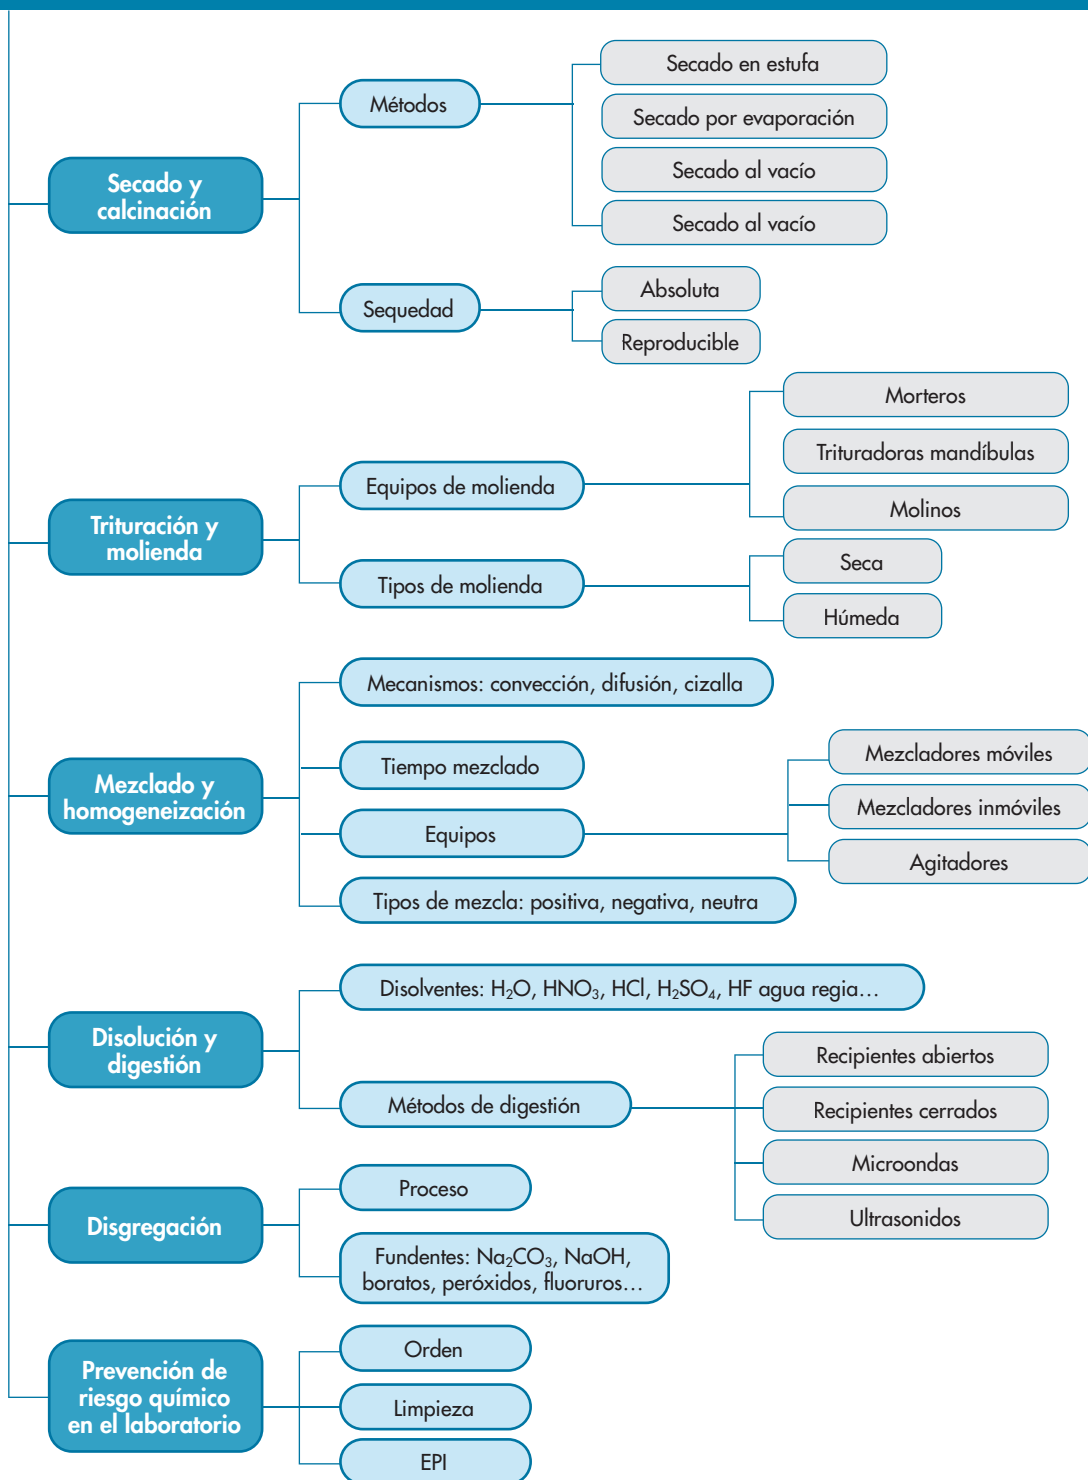 Secado y
calcinación
Métodos
Secado en estufa
Secado por evaporación
Secado al vacío
Secado al vacío
Sequedad
Absoluta
Reproducible
Trituración y
molienda
Equipos de molienda
Morteros
Trituradoras mandíbulas
Molinos
Tipos de molienda
Seca
Húmeda
Mezclado y
homogeneización
Mecanismos: convección, difusión, cizalla
Tiempo mezclado
Equipos
Mezcladores móviles
Mezcladores inmóviles
Agitadores
Tipos de mezcla: positiva, negativa, neutra
Disolución y
digestión
Disolventes: H₂O, HNO₃, HCl, H₂SO₄, HF agua regia…
Métodos de digestión
Recipientes abiertos
Recipientes cerrados
Microondas
Ultrasonidos
Disgregación
Proceso
Fundentes: Na₂CO₃, NaOH,
boratos, peróxidos, fluoruros…
Prevención de
riesgo químico
en el laboratorio
Orden
Limpieza
EPI